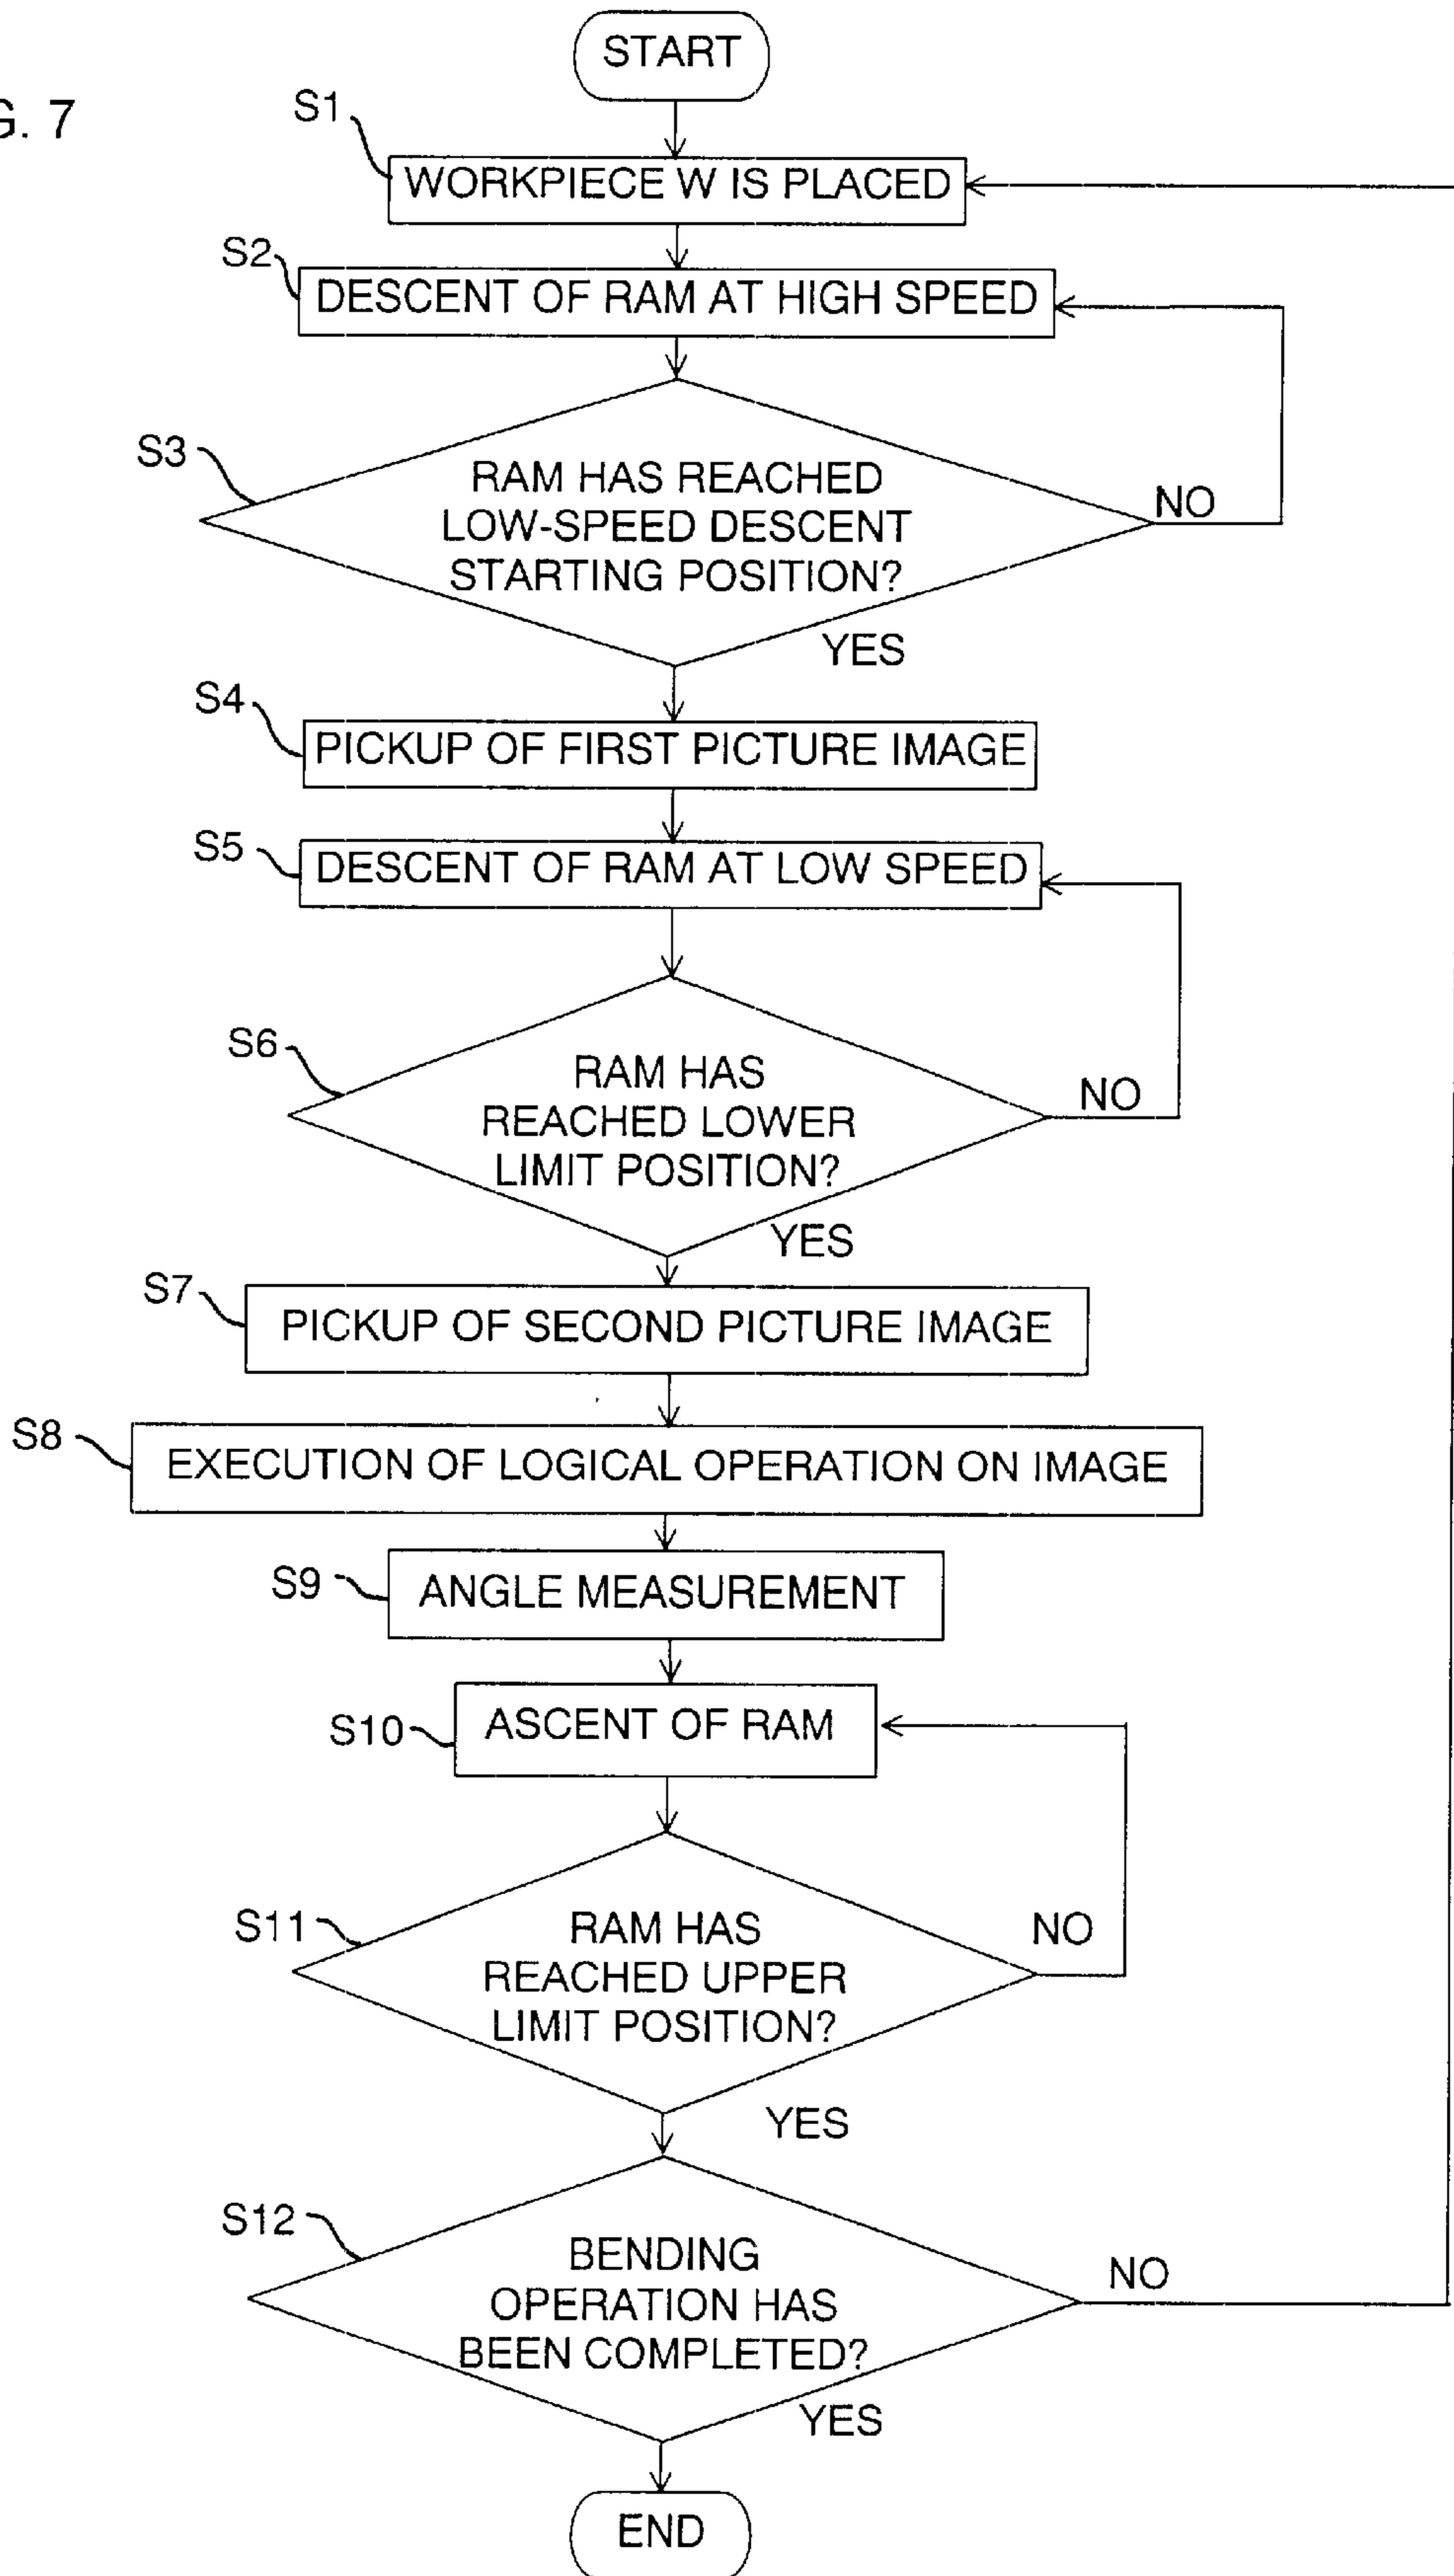 START
G. 7
S1
WORKPIECE W IS PLACED
S2
DESCENT OF RAM AT HIGH SPEED
S3
RAM HAS REACHED
LOW-SPEED DESCENT
STARTING POSITION?
NO
YES
S4
PICKUP OF FIRST PICTURE IMAGE
S5
DESCENT OF RAM AT LOW SPEED
S6
RAM HAS
REACHED LOWER
LIMIT POSITION?
NO
YES
S7
PICKUP OF SECOND PICTURE IMAGE
S8
EXECUTION OF LOGICAL OPERATION ON IMAGE
S9
ANGLE MEASUREMENT
S10
ASCENT OF RAM
S11
RAM HAS
REACHED UPPER
LIMIT POSITION?
NO
YES
S12
BENDING
OPERATION HAS
BEEN COMPLETED?
NO
YES
END